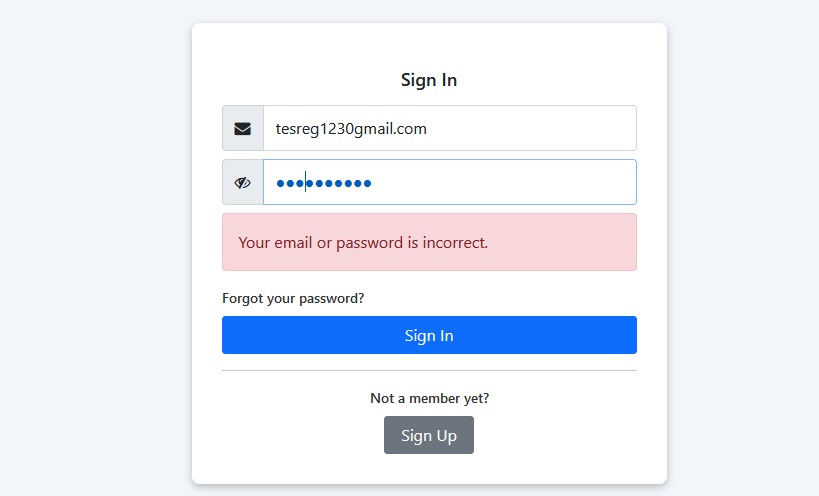 Sign In
tesreg1230gmail.com
Your email or password is incorrect.
Forgot your password?
Sign In
Not a member yet?
Sign Up